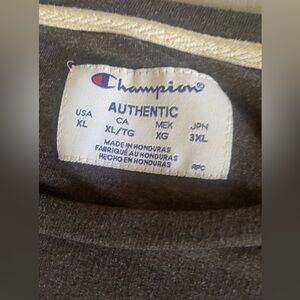 Champion®
AUTHENTIC
USA CA MEX JPN
XL XL/TG XG 3XL
MADE IN HONDURAS
FABRIQUÉ AU HONDURAS
HECHO EN HONDURAS
RPC